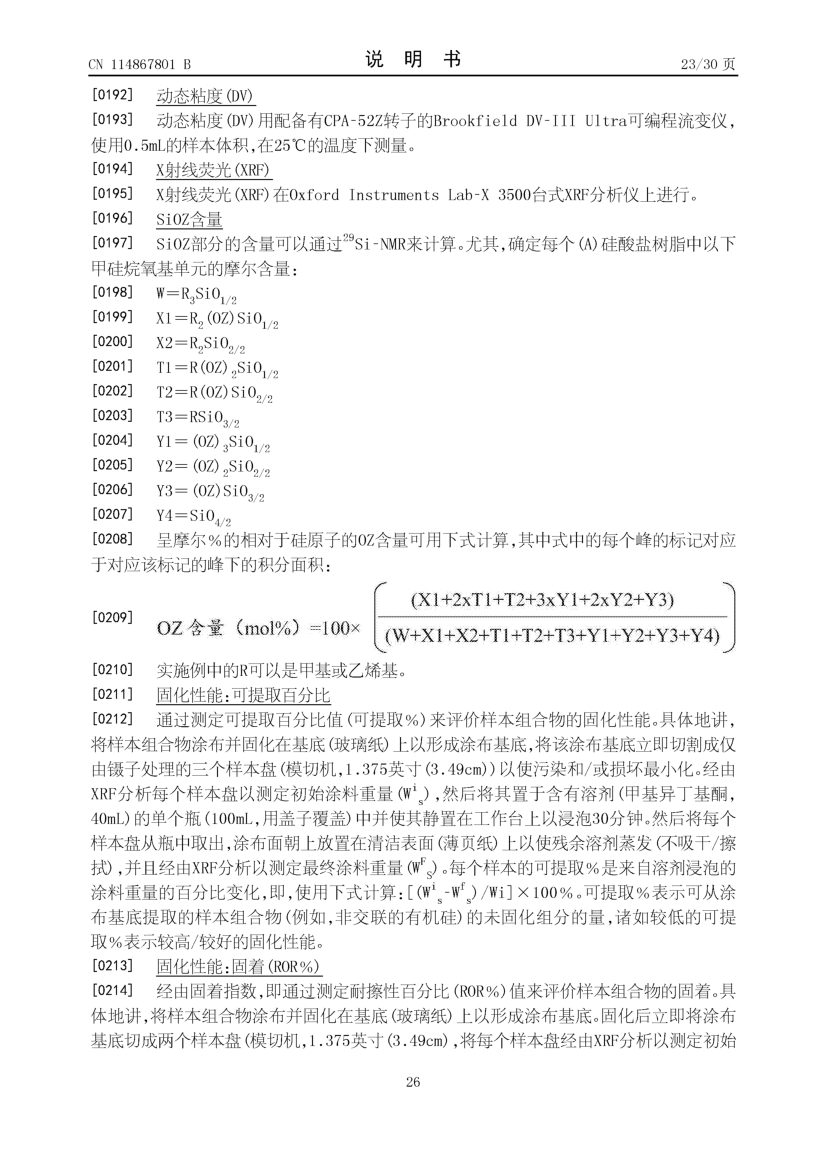 CN 114867801 B
说 明 书
23/30 页
[0192] 动态粘度(DV)
[0193] 动态粘度(DV)用配备有CPA-52Z转子的Brookfield DV-III Ultra可编程流变仪,
使用0.5mL的样本体积,在25℃的温度下测量。
[0194] X射线荧光(XRF)
[0195] X射线荧光(XRF)在Oxford Instruments Lab-X 3500台式XRF分析仪上进行。
[0196] SiOZ含量
[0197] SiOZ部分的含量可以通过²⁹Si-NMR来计算。尤其,确定每个(A)硅酸盐树脂中以下
甲硅烷氧基单元的摩尔含量:
[0198] W=R₃SiO₁/₂
[0199] X1=R₂(OZ)SiO₁/₂
[0200] X2=R₂SiO₂/₂
[0201] T1=R(OZ)₂SiO₁/₂
[0202] T2=R(OZ)SiO₂/₂
[0203] T3=RSiO₃/₂
[0204] Y1=(OZ)₃SiO₁/₂
[0205] Y2=(OZ)₂SiO₂/₂
[0206] Y3=(OZ)SiO₃/₂
[0207] Y4=SiO₄/₂
[0208] 呈摩尔%的相对于硅原子的OZ含量可用下式计算,其中式中的每个峰的标记对应
于对应该标记的峰下的积分面积:
[0209] OZ 含量(mol%)=100×
(X1+2xT1+T2+3xY1+2xY2+Y3)
(W+X1+X2+T1+T2+T3+Y1+Y2+Y3+Y4)
[0210] 实施例中的R可以是甲基或乙烯基。
[0211] 固化性能:可提取百分比
[0212] 通过测定可提取百分比值(可提取%)来评价样本组合物的固化性能。具体地讲,
将样本组合物涂布并固化在基底(玻璃纸)上以形成涂布基底,将该涂布基底立即切割成仅
由镊子处理的三个样本盘(模切机,1.375英寸(3.49cm))以使污染和/或损坏最小化。经由
XRF分析每个样本盘以测定初始涂料重量(Wⁱₛ),然后将其置于含有溶剂(甲基异丁基酮,
40mL)的单个瓶(100mL,用盖子覆盖)中并使其静置在工作台上以浸泡30分钟。然后将每个
样本盘从瓶中取出,涂布面朝上放置在清洁表面(薄页纸)上以使残余溶剂蒸发(不吸干/擦
拭),并且经由XRF分析以测定最终涂料重量(W^F_S)。每个样本的可提取%是来自溶剂浸泡的
涂料重量的百分比变化,即,使用下式计算:[(Wⁱₛ-W^fₛ)/Wi]×100%。可提取%表示可从涂
布基底提取的样本组合物(例如,非交联的有机硅)的未固化组分的量,诸如较低的可提
取%表示较高/较好的固化性能。
[0213] 固化性能:固着(ROR%)
[0214] 经由固着指数,即通过测定耐擦性百分比(ROR%)值来评价样本组合物的固着。具
体地讲,将样本组合物涂布并固化在基底(玻璃纸)上以形成涂布基底。固化后立即将涂布
基底切成两个样本盘(模切机,1.375英寸(3.49cm),将每个样本盘经由XRF分析以测定初始
26